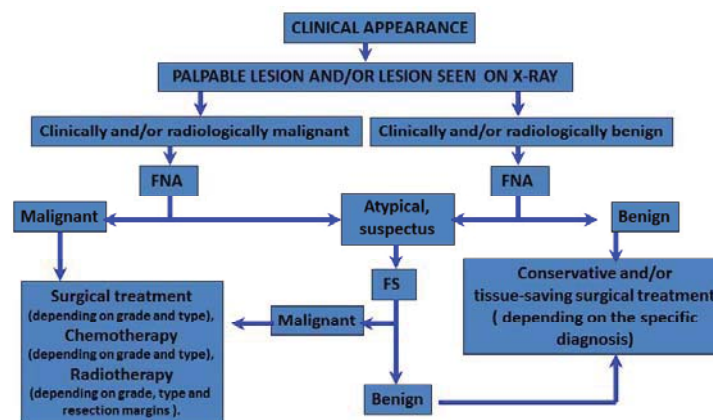 CLINICAL APPEARANCE
PALPABLE LESION AND/OR LESION SEEN ON X-RAY
Clinically and/or radiologically malignant
Clinically and/or radiologically benign
FNA
FNA
Malignant
Atypical,
suspectus
Benign
FS
Surgical treatment
(depending on grade and type),
Chemotherapy
(depending on grade and type),
Radiotherapy
(depending on grade, type and
resection margins ).
Malignant
Conservative and/or
tissue-saving surgical treatment
( depending on the specific
diagnosis)
Benign